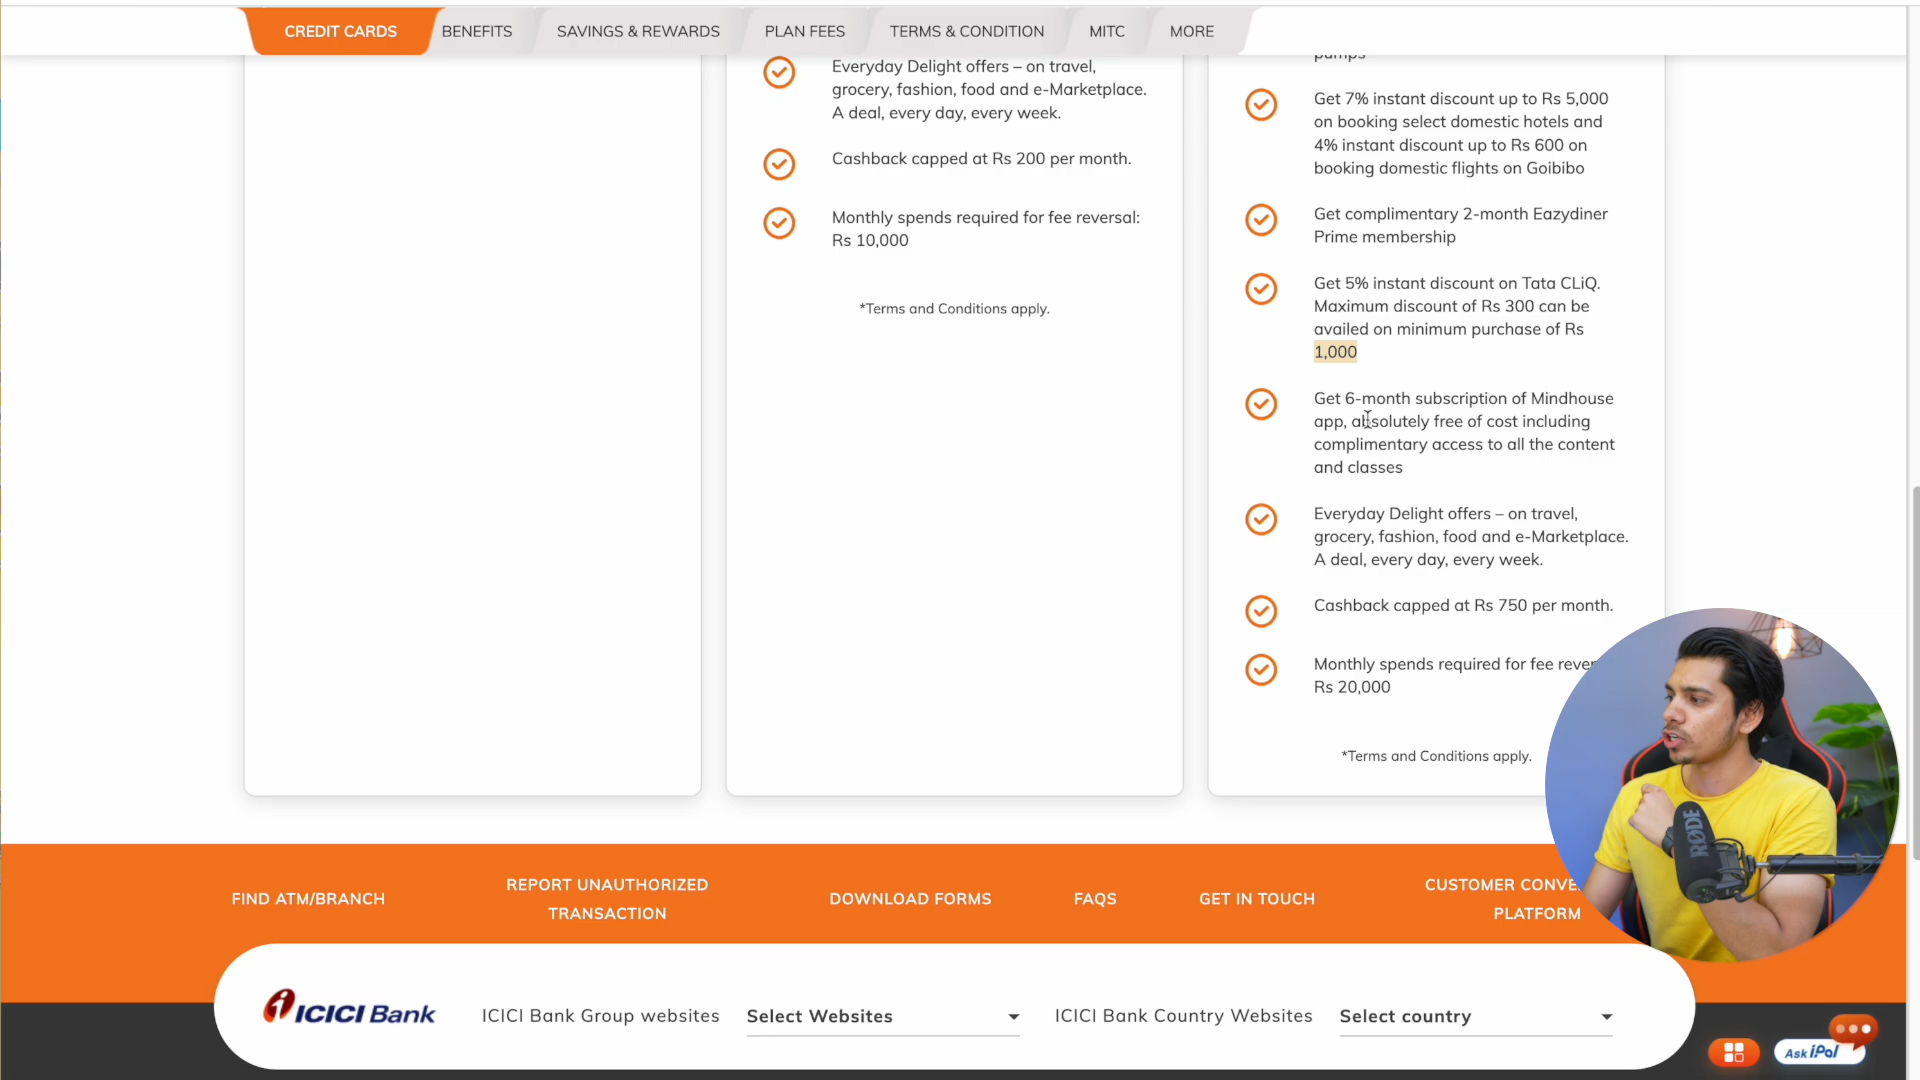 CREDIT CARDS
BENEFITS
SAVINGS & REWARDS
PLAN FEES
TERMS & CONDITION
MITC
MORE
Everyday Delight offers – on travel,
grocery, fashion, food and e-Marketplace.
A deal, every day, every week.
Cashback capped at Rs 200 per month.
Monthly spends required for fee reversal:
Rs 10,000
*Terms and Conditions apply.
pumps
Get 7% instant discount up to Rs 5,000
on booking select domestic hotels and
4% instant discount up to Rs 600 on
booking domestic flights on Goibibo
Get complimentary 2-month Eazydiner
Prime membership
Get 5% instant discount on Tata CLiQ.
Maximum discount of Rs 300 can be
availed on minimum purchase of Rs
1,000
Get 6-month subscription of Mindhouse
app, absolutely free of cost including
complimentary access to all the content
and classes
Everyday Delight offers – on travel,
grocery, fashion, food and e-Marketplace.
A deal, every day, every week.
Cashback capped at Rs 750 per month.
Monthly spends required for fee
Rs 20,000
*Terms and Conditions apply.
RØDE
FIND ATM/BRANCH
REPORT UNAUTHORIZED
TRANSACTION
DOWNLOAD FORMS
FAQS
GET IN TOUCH
CUSTOMER
PLATFORM
ICICI Bank
ICICI Bank Group websites
Select Websites
ICICI Bank Country Websites
Select country
Ask iPal